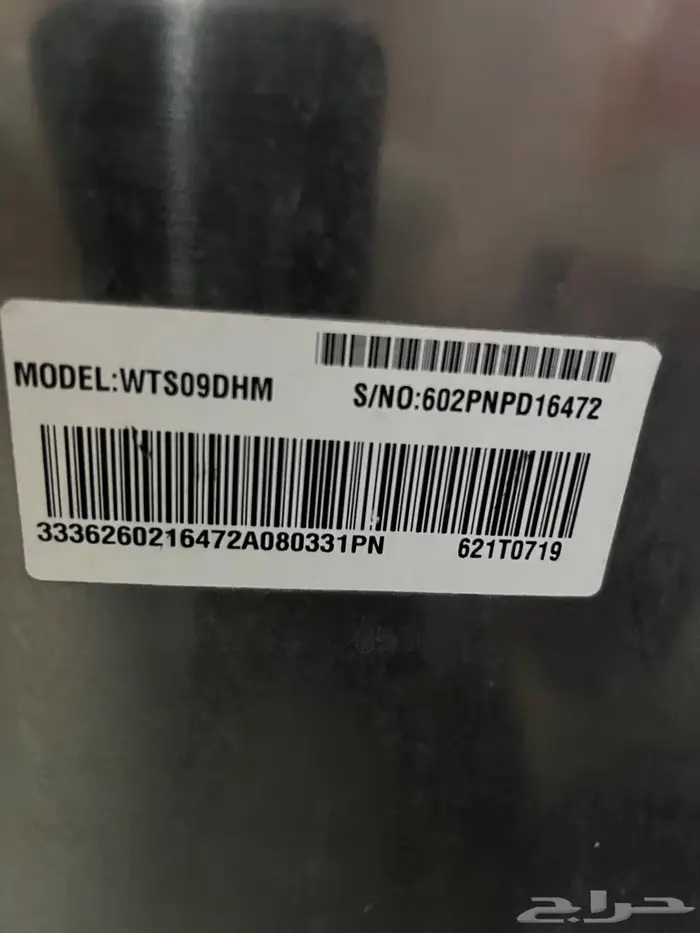 MODEL:WTS09DHM
S/NO:602PNPD16472
3336260216472A080331PN
621T0719
حراج